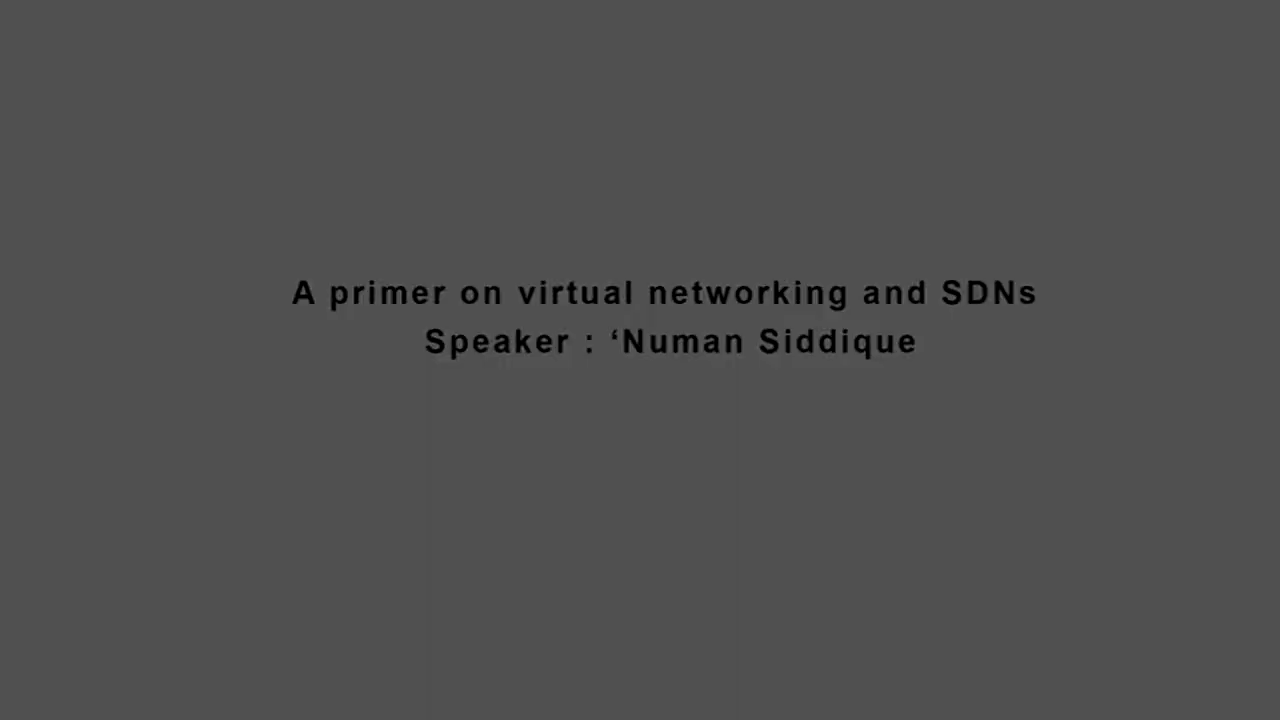 A primer on virtual networking and SDNs
Speaker : ‘Numan Siddique